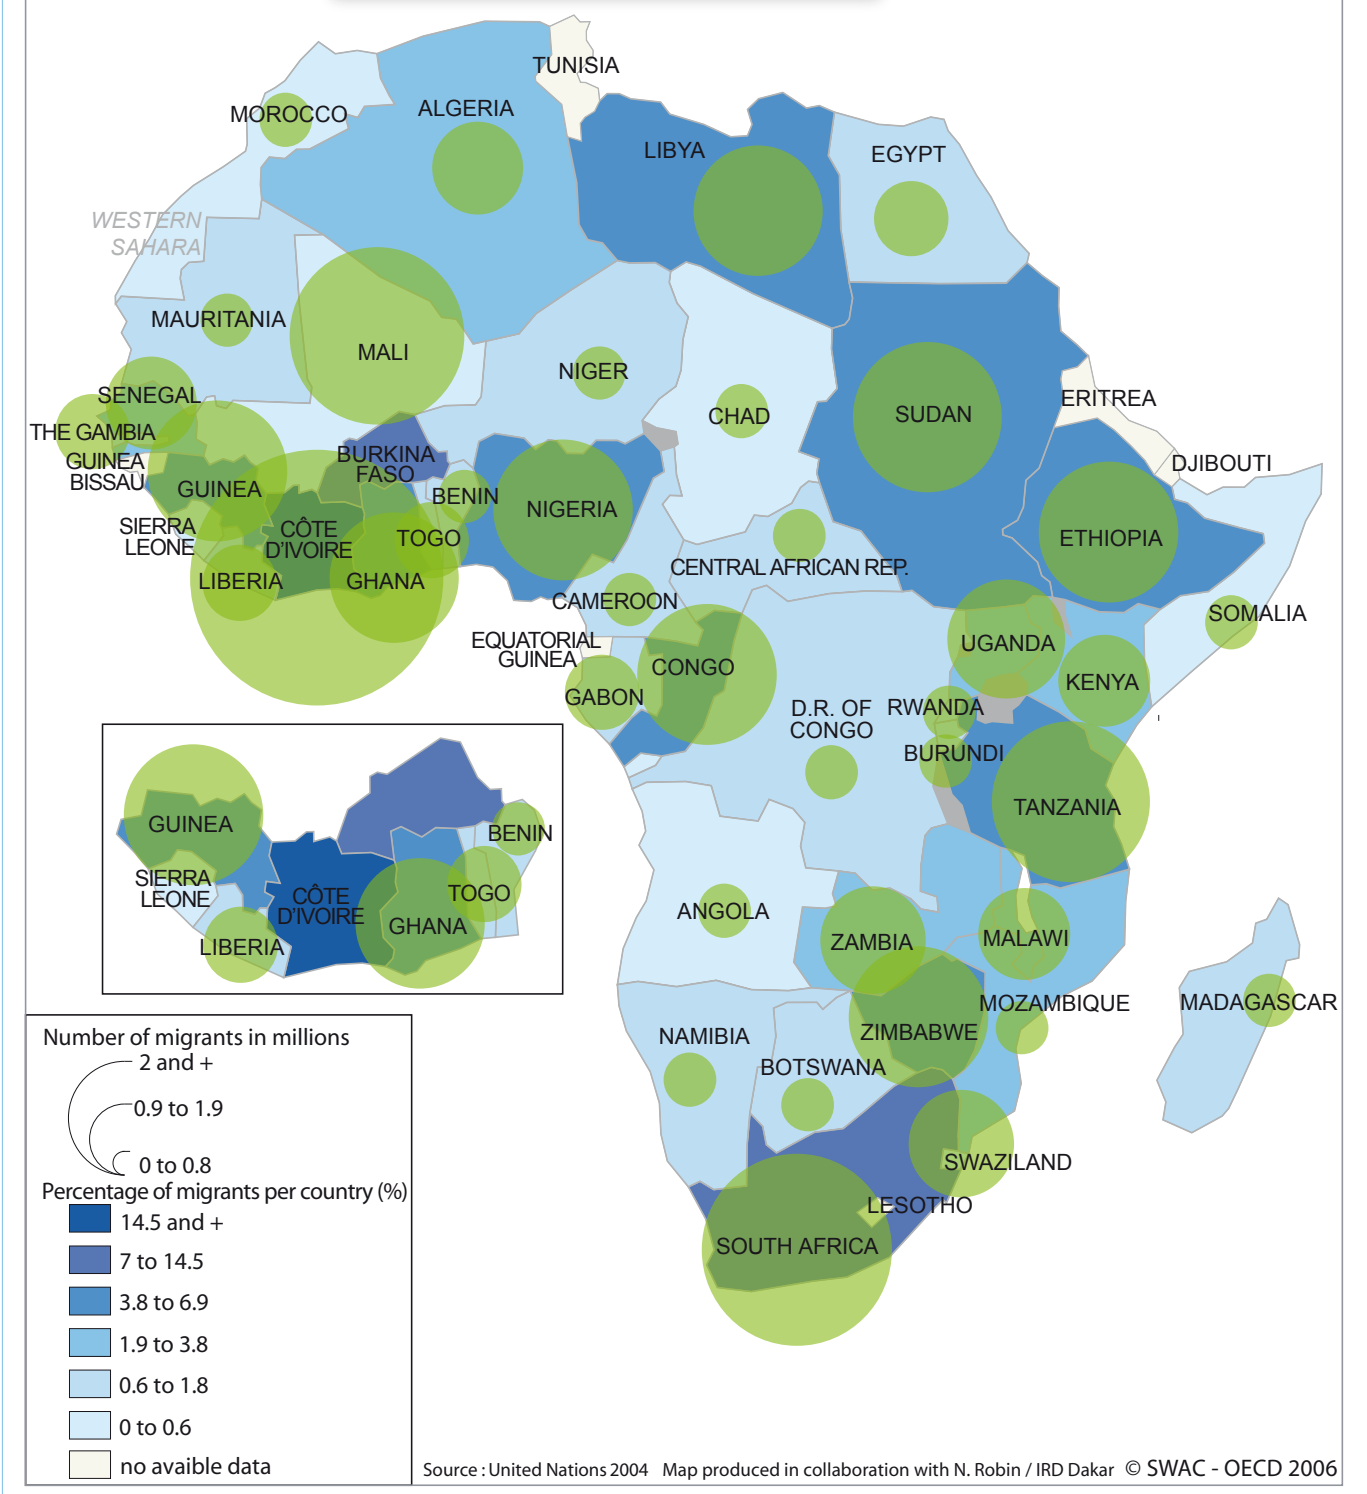 TUNISIA
MOROCCO
ALGERIA
LIBYA
EGYPT
WESTERN
SAHARA
MAURITANIA
MALI
NIGER
CHAD
SUDAN
ERITREA
SENEGAL
THE GAMBIA
GUINEA
BISSAU
GUINEA
BURKINA
FASO
BENIN
NIGERIA
DJIBOUTI
SIERRA
LEONE
CÔTE
D'IVOIRE
TOGO
ETHIOPIA
LIBERIA
GHANA
CENTRAL AFRICAN REP.
CAMEROON
SOMALIA
EQUATORIAL
GUINEA
UGANDA
CONGO
GABON
KENYA
D.R. OF
CONGO
RWANDA
BURUNDI
TANZANIA
GUINEA
BENIN
SIERRA
LEONE
CÔTE
D'IVOIRE
TOGO
GHANA
LIBERIA
ANGOLA
ZAMBIA
MALAWI
MOZAMBIQUE
MADAGASCAR
ZIMBABWE
NAMIBIA
BOTSWANA
SWAZILAND
LESOTHO
SOUTH AFRICA
Number of migrants in millions
2 and +
0.9 to 1.9
0 to 0.8
Percentage of migrants per country (%)
14.5 and +
7 to 14.5
3.8 to 6.9
1.9 to 3.8
0.6 to 1.8
0 to 0.6
no avaible data
Source : United Nations 2004 Map produced in collaboration with N. Robin / IRD Dakar © SWAC - OECD 2006